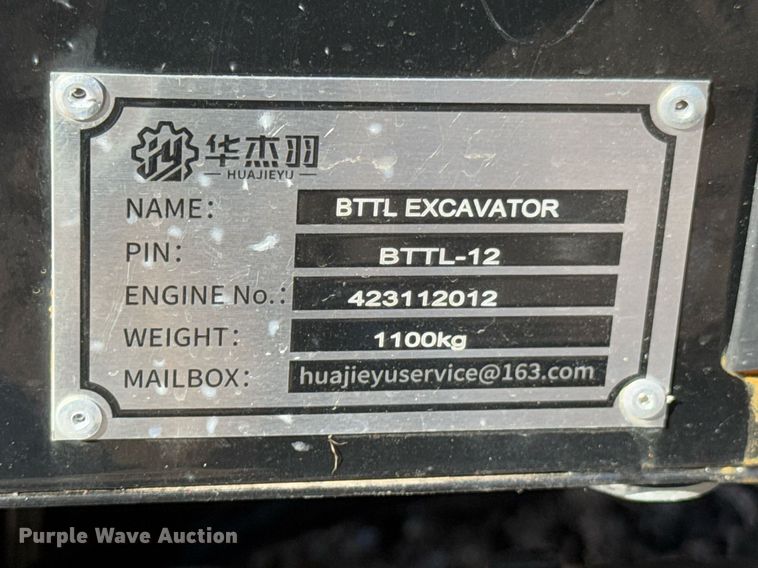 华杰羽
HUAJIEYU
NAME: BTTL EXCAVATOR
PIN: BTTL-12
ENGINE No.: 423112012
WEIGHT: 1100kg
MAILBOX: huajieyuservice@163.com
Purple Wave Auction